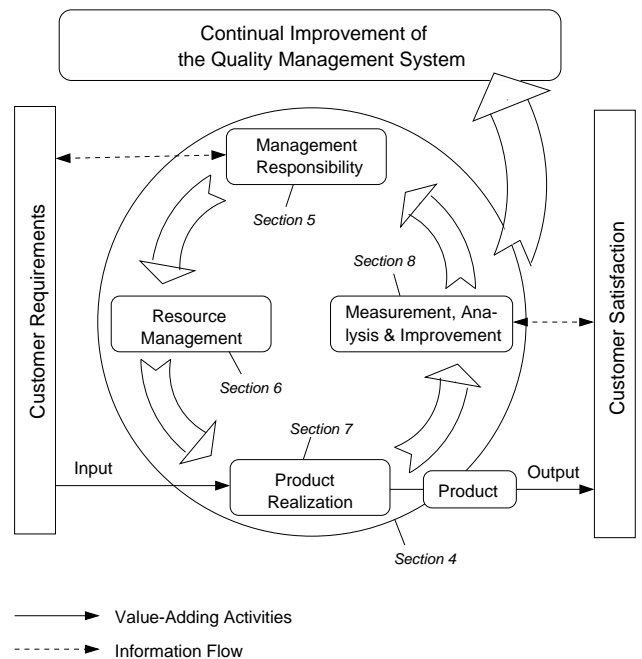 Continual Improvement of
the Quality Management System
Customer Requirements
Management
Responsibility
Section 5
Section 8
Resource
Management
Measurement, Ana-
lysis & Improvement
Customer Satisfaction
Section 6
Section 7
Input
Product
Realization
Product
Output
Section 4
Value-Adding Activities
Information Flow